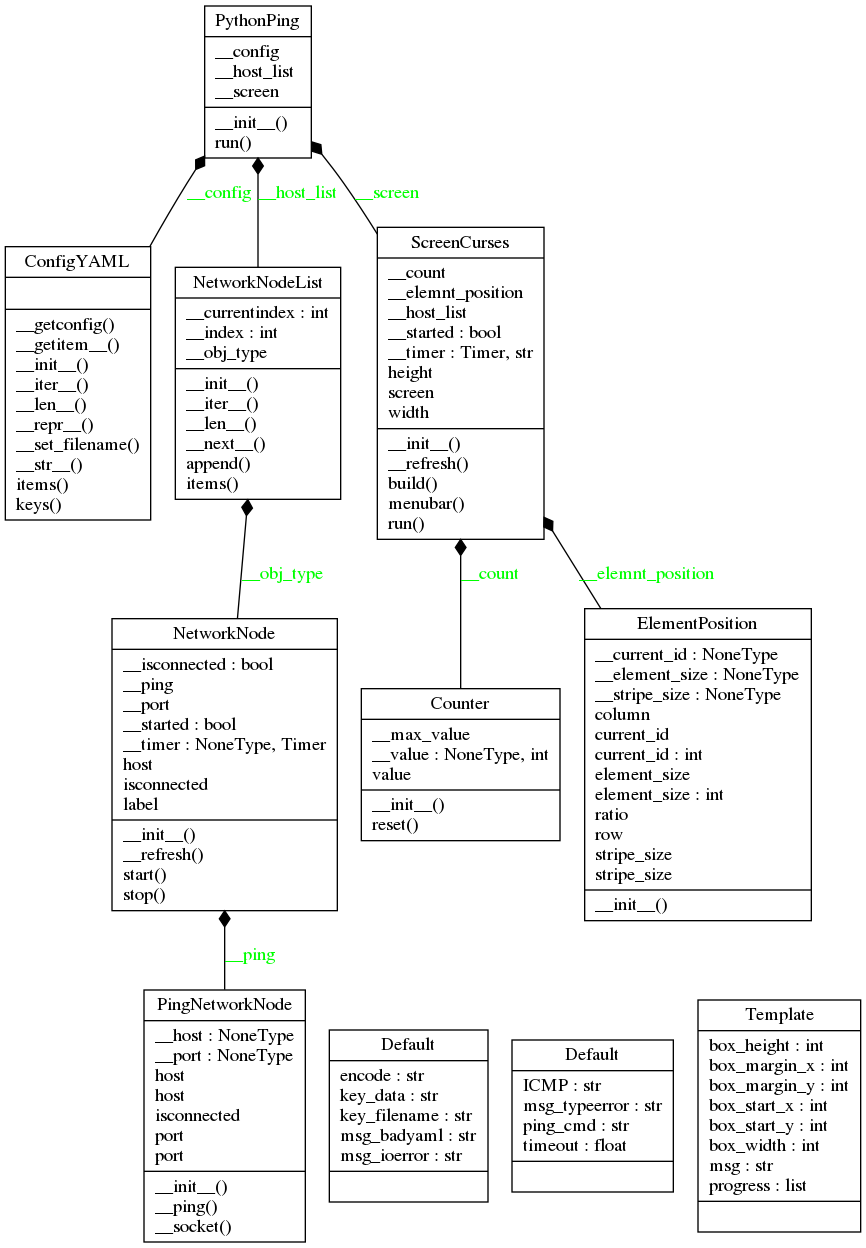 PythonPing
__config
__host_list
__screen
__init__()
run()
__config
__host_list
__screen
ConfigYAML
__getconfig()
__getitem__()
__init__()
__iter__()
__len__()
__repr__()
__set_filename()
__str__()
items()
keys()
NetworkNodeList
__currentindex : int
__index : int
__obj_type
__init__()
__iter__()
__len__()
__next__()
append()
items()
ScreenCurses
__count
__elemnt_position
__host_list
__started : bool
__timer : Timer, str
height
screen
width
__init__()
__refresh()
build()
menubar()
run()
__obj_type
__count
__elemnt_position
NetworkNode
__isconnected : bool
__ping
__port
__started : bool
__timer : NoneType, Timer
host
isconnected
label
__init__()
__refresh()
start()
stop()
Counter
__max_value
__value : NoneType, int
value
__init__()
reset()
ElementPosition
__current_id : NoneType
__element_size : NoneType
__stripe_size : NoneType
column
current_id
current_id : int
element_size
element_size : int
ratio
row
stripe_size
stripe_size
__init__()
__ping
PingNetworkNode
__host : NoneType
__port : NoneType
host
host
isconnected
port
port
__init__()
__ping()
__socket()
Default
encode : str
key_data : str
key_filename : str
msg_badyaml : str
msg_ioerror : str
Default
ICMP : str
msg_typeerror : str
ping_cmd : str
timeout : float
Template
box_height : int
box_margin_x : int
box_margin_y : int
box_start_x : int
box_start_y : int
box_width : int
msg : str
progress : list